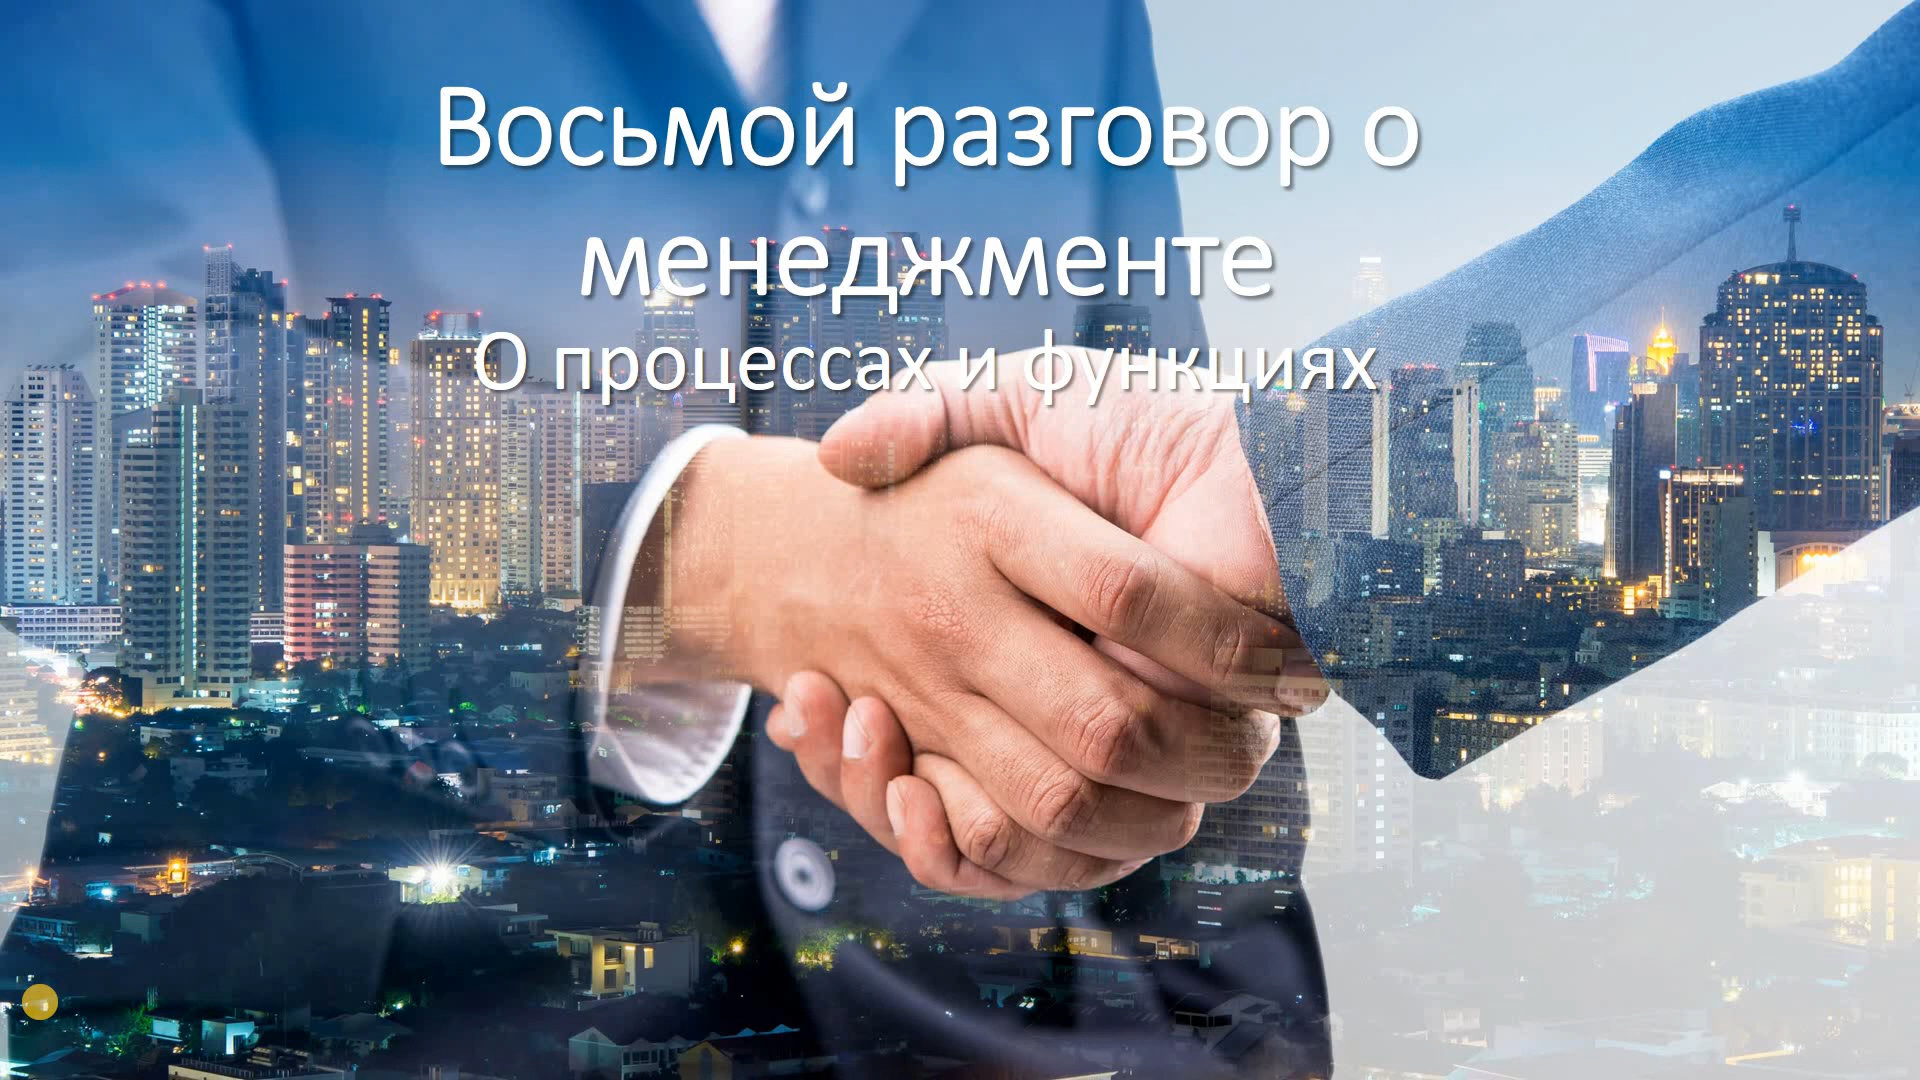 Восьмой разговор о
менеджменте
О процессах и функциях